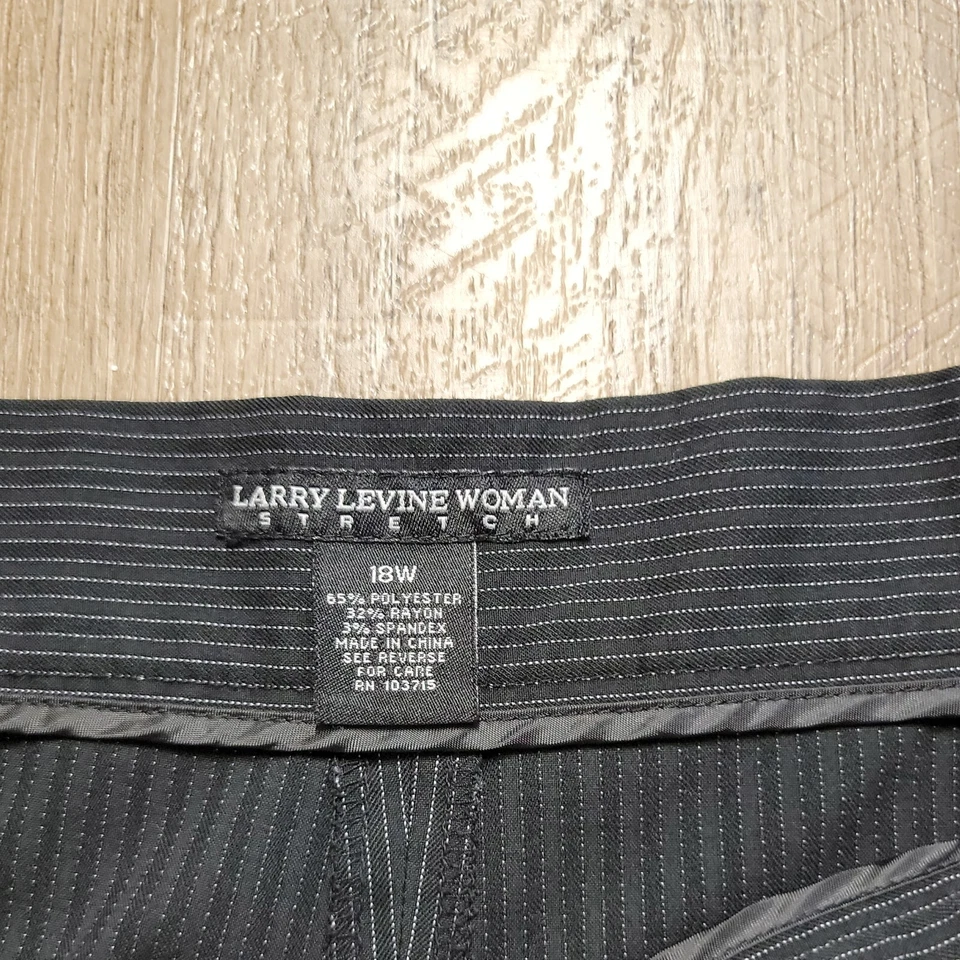 LARRY LEVINE WOMAN
STRETCH
18W
65% POLYESTER
32% RAYON
3% SPANDEX
MADE IN CHINA
SEE REVERSE
FOR CARE
RN 103715